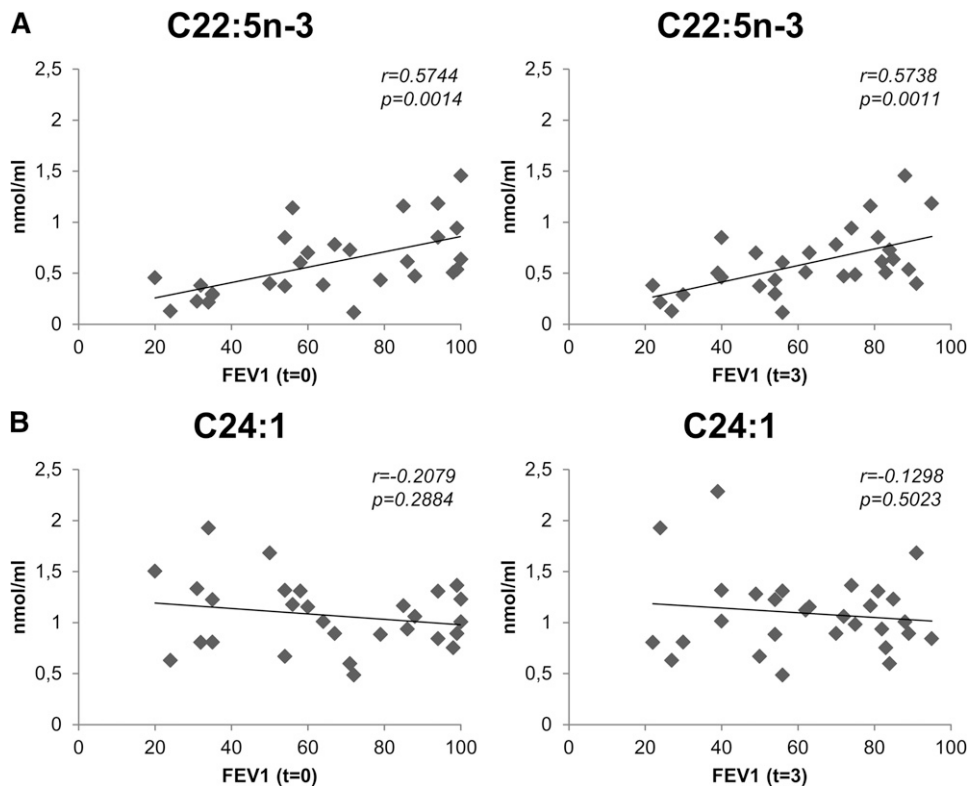 A
C22:5n-3
2,5
2
1,5
1
0,5
0
0
20
40
60
80
100
nmol/ml
FEV1 (t=0)
r=0.5744
p=0.0014
C22:5n-3
2,5
2
1,5
1
0,5
0
0
20
40
60
80
100
nmol/ml
FEV1 (t=3)
r=0.5738
p=0.0011
B
C24:1
2,5
2
1,5
1
0,5
0
0
20
40
60
80
100
nmol/ml
FEV1 (t=0)
r=-0.2079
p=0.2884
C24:1
2,5
2
1,5
1
0,5
0
0
20
40
60
80
100
nmol/ml
FEV1 (t=3)
r=-0.1298
p=0.5023